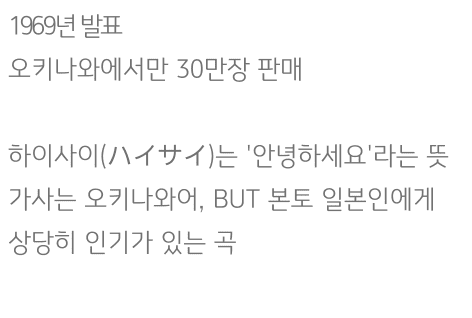 1969년 발표
오키나와에서만 30만장 판매
하이사이(ハイサイ)는 '안녕하세요'라는 뜻
가사는 오키나와어, BUT 본토 일본인에게
상당히 인기가 있는 곡